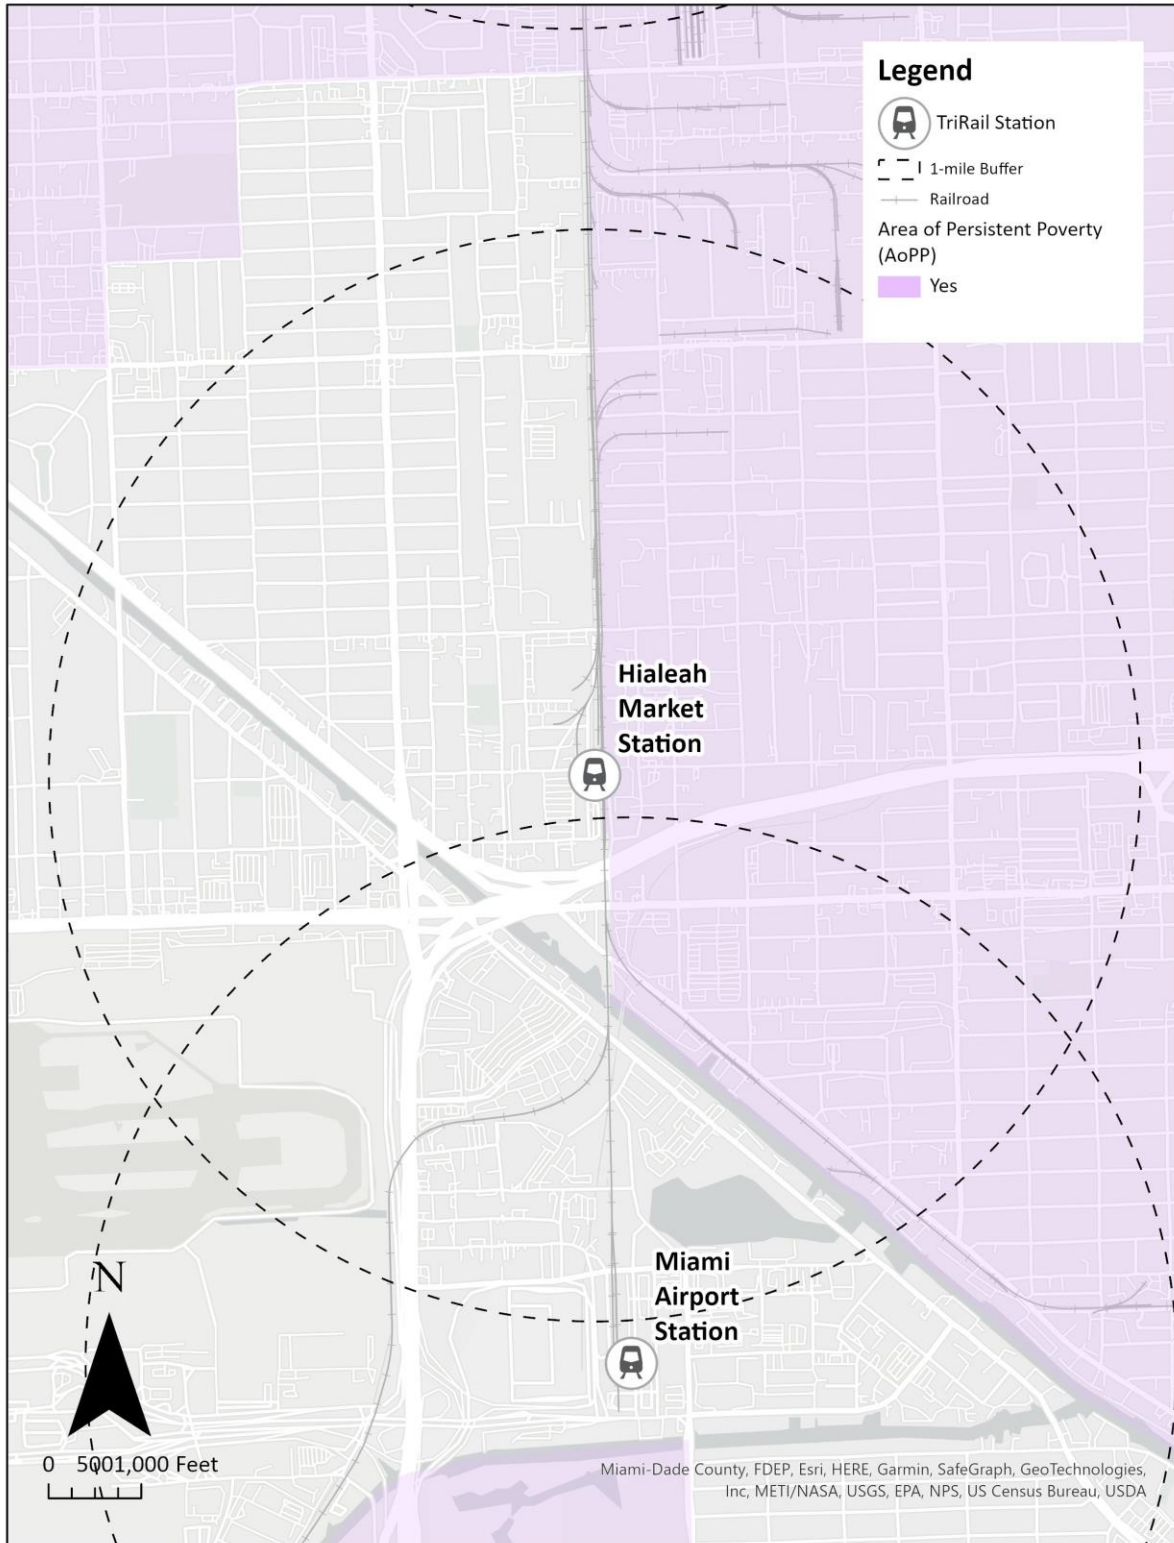 Legend
TriRail Station
1-mile Buffer
Railroad
Area of Persistent Poverty
(AoPP)
Yes
Hialeah
Market
Station
Miami
Airport
Station
N
0 5001,000 Feet
Miami-Dade County, FDEP, Esri, HERE, Garmin, SafeGraph, GeoTechnologies,
Inc, METI/NASA, USGS, EPA, NPS, US Census Bureau, USDA